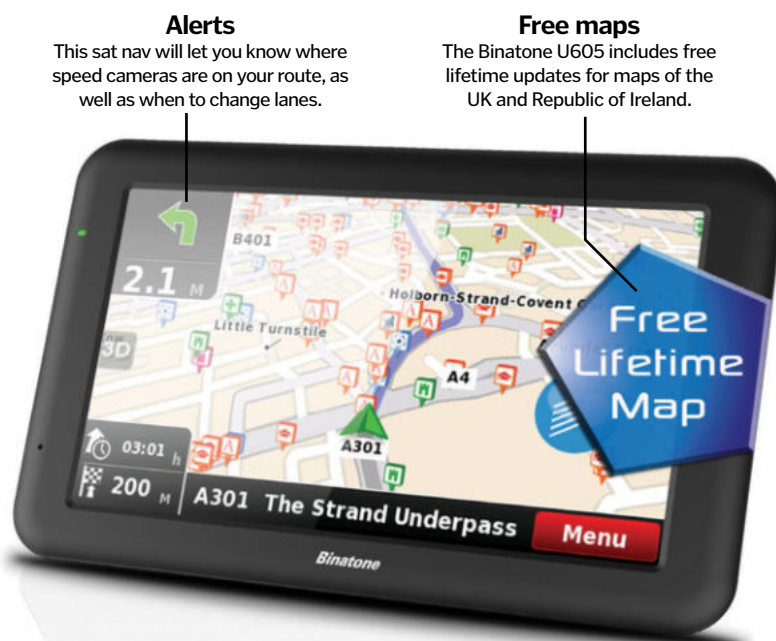 Alerts
This sat nav will let you know where
speed cameras are on your route, as
well as when to change lanes.
Free maps
The Binatone U605 includes free
lifetime updates for maps of the
UK and Republic of Ireland.
2.1 M
B401
Holborn-Strand-Covent
Little Turnstile
3D
A4
A301
Free
Lifetime
Map
03:01 h
200 M
A301 The Strand Underpass
Menu
Binatone